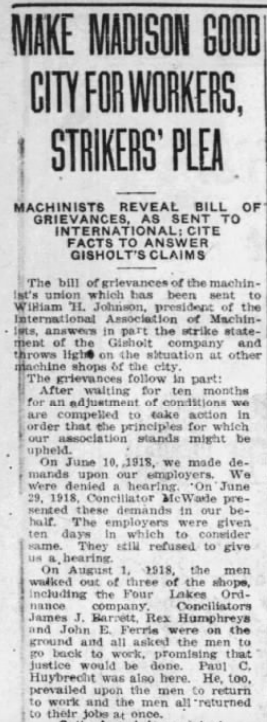 MAKE MADISON GOOD
CITY FOR WORKERS,
STRIKERS' PLEA
MACHINISTS REVEAL BILL OF
GRIEVANCES, AS SENT TO
INTERNATIONAL; CITE
FACTS TO ANSWER
GISHOLT'S CLAIMS
The bill of grievances of the machin-
ist's union which has been sent to
William H. Johnson, president of the
International Association of Machin-
ists, answers in part the strike state-
ment of the Gisholt company and
throws light on the situation at other
machine shops of the city.
The grievances follow in part:
After waiting for ten months
for an adjustment of conditions we
are compelled to take action in
order that the principles for which
our association stands might be
upheld.
On June 10, 1918, we made de-
mands upon our employers. We
were denied a hearing. On June
29, 1918, Conciliator McWade pre-
sented these demands in our be-
half. The employers were given
ten days in which to consider
same. They still refused to give
us a hearing.
On August 1, 1918, the men
walked out of three of the shops,
including the Four Lakes Ord-
nance company. Conciliators
James J. Barrett, Rex Humphreys
and John E. Ferris were on the
ground and all asked the men to
go back to work, promising that
justice would be done. Paul C.
Huybrecht was also here. He, too,
prevailed upon the men to return
to work and the men all returned
to their jobs at once.